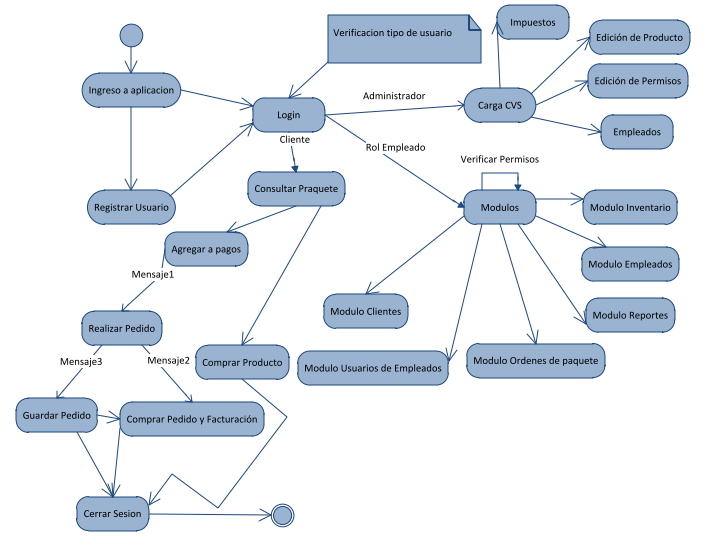 Impuestos
Verificacion tipo de usuario
Edición de Producto
Edición de Permisos
Ingreso a aplicacion
Administrador
Carga CVS
Login
Empleados
Cliente
Rol Empleado
Verificar Permisos
Consultar Praquete
Registrar Usuario
Modulos
Modulo Inventario
Agregar a pagos
Modulo Empleados
Mensaje1
Modulo Clientes
Modulo Reportes
Realizar Pedido
Mensaje3
Mensaje2
Comprar Producto
Modulo Usuarios de Empleados
Modulo Ordenes de paquete
Guardar Pedido
Comprar Pedido y Facturación
Cerrar Sesion